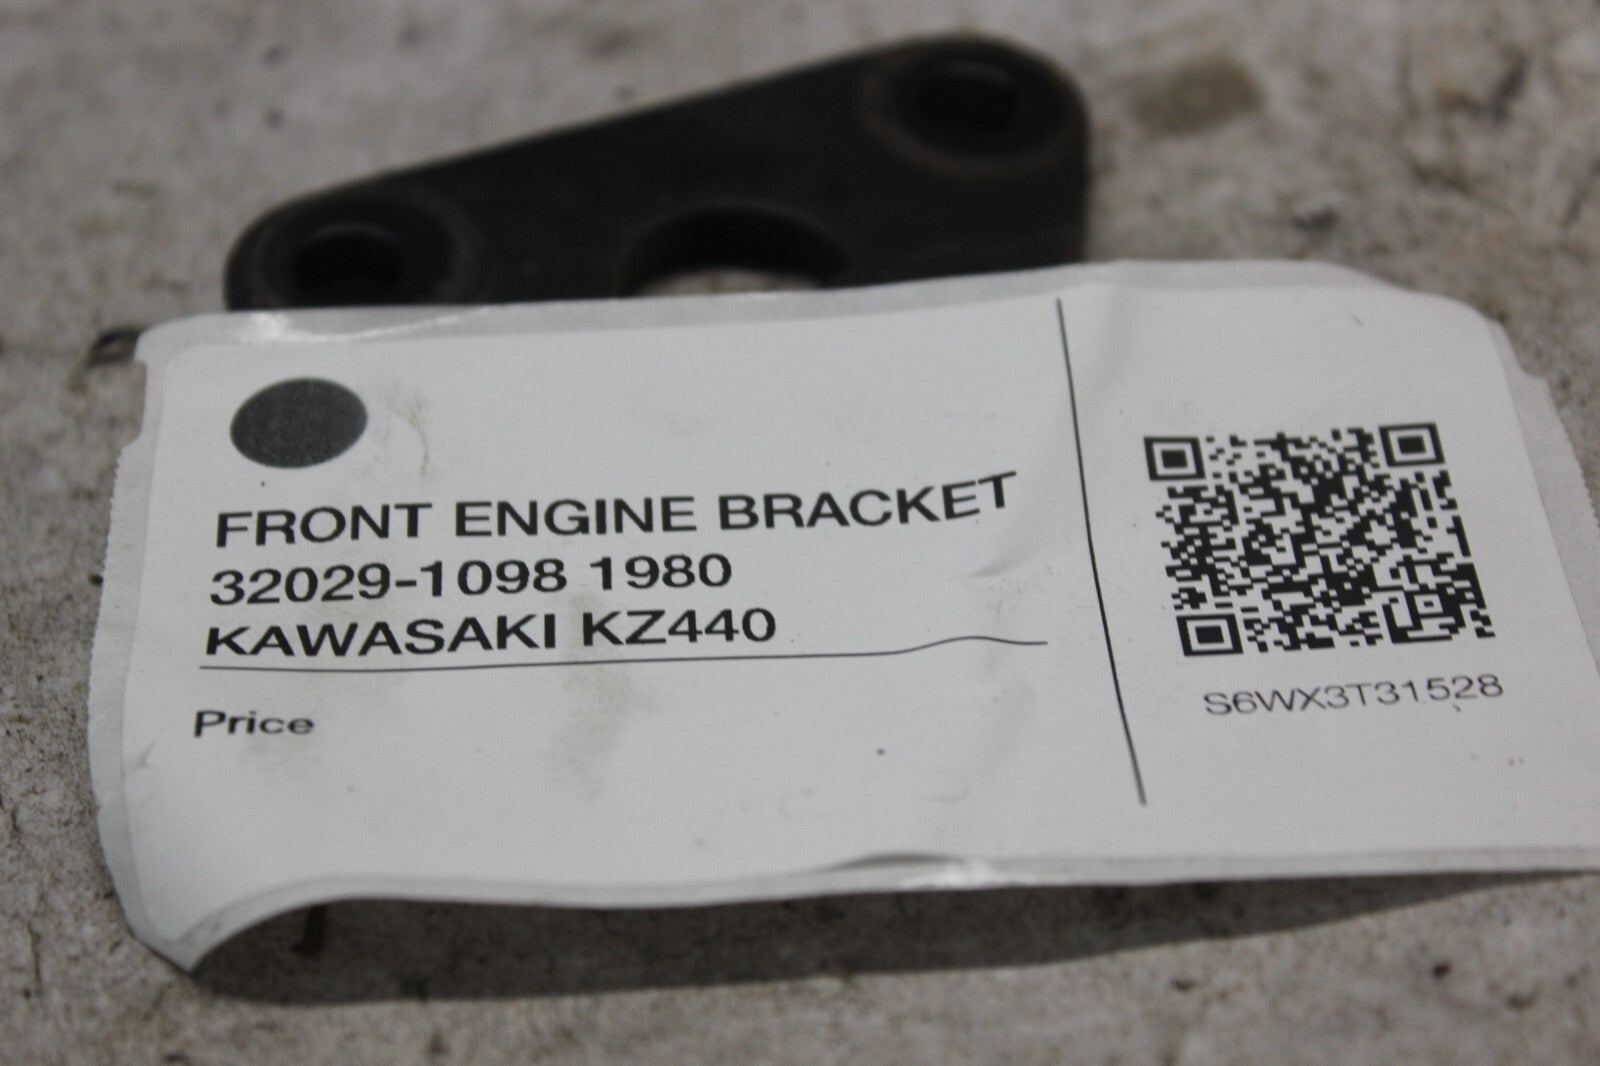 FRONT ENGINE BRACKET
32029-1098 1980
KAWASAKI KZ440
Price
S6WX3T31528